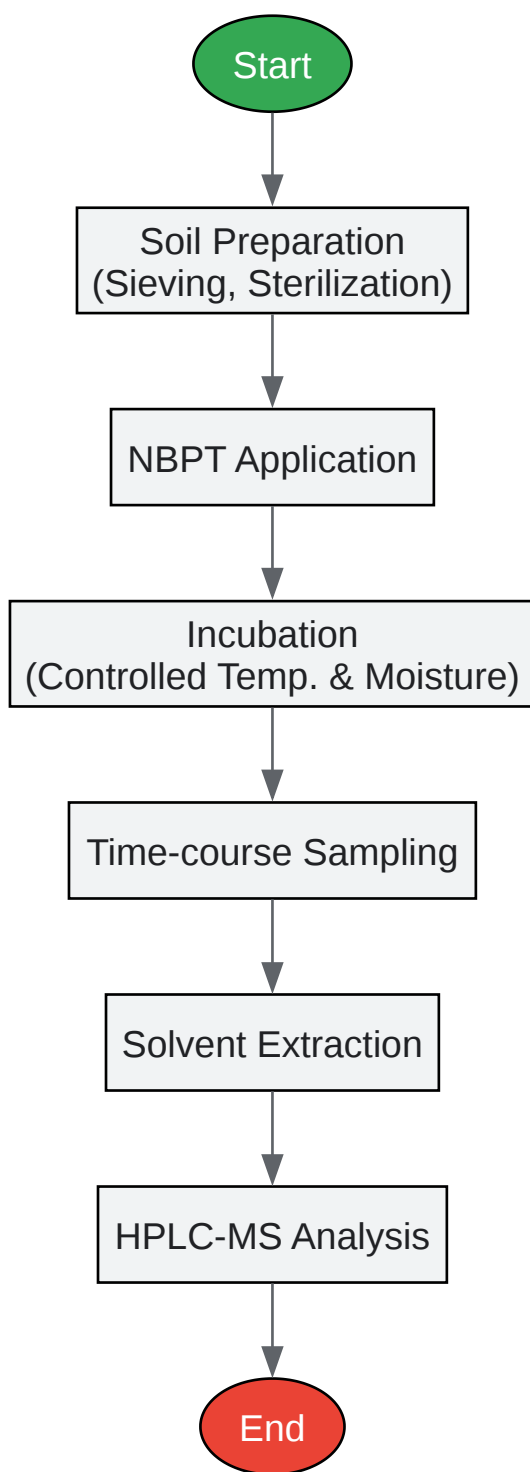 Start
Soil Preparation
(Sieving, Sterilization)
NBPT Application
Incubation
(Controlled Temp. & Moisture)
Time-course Sampling
Solvent Extraction
HPLC-MS Analysis
End